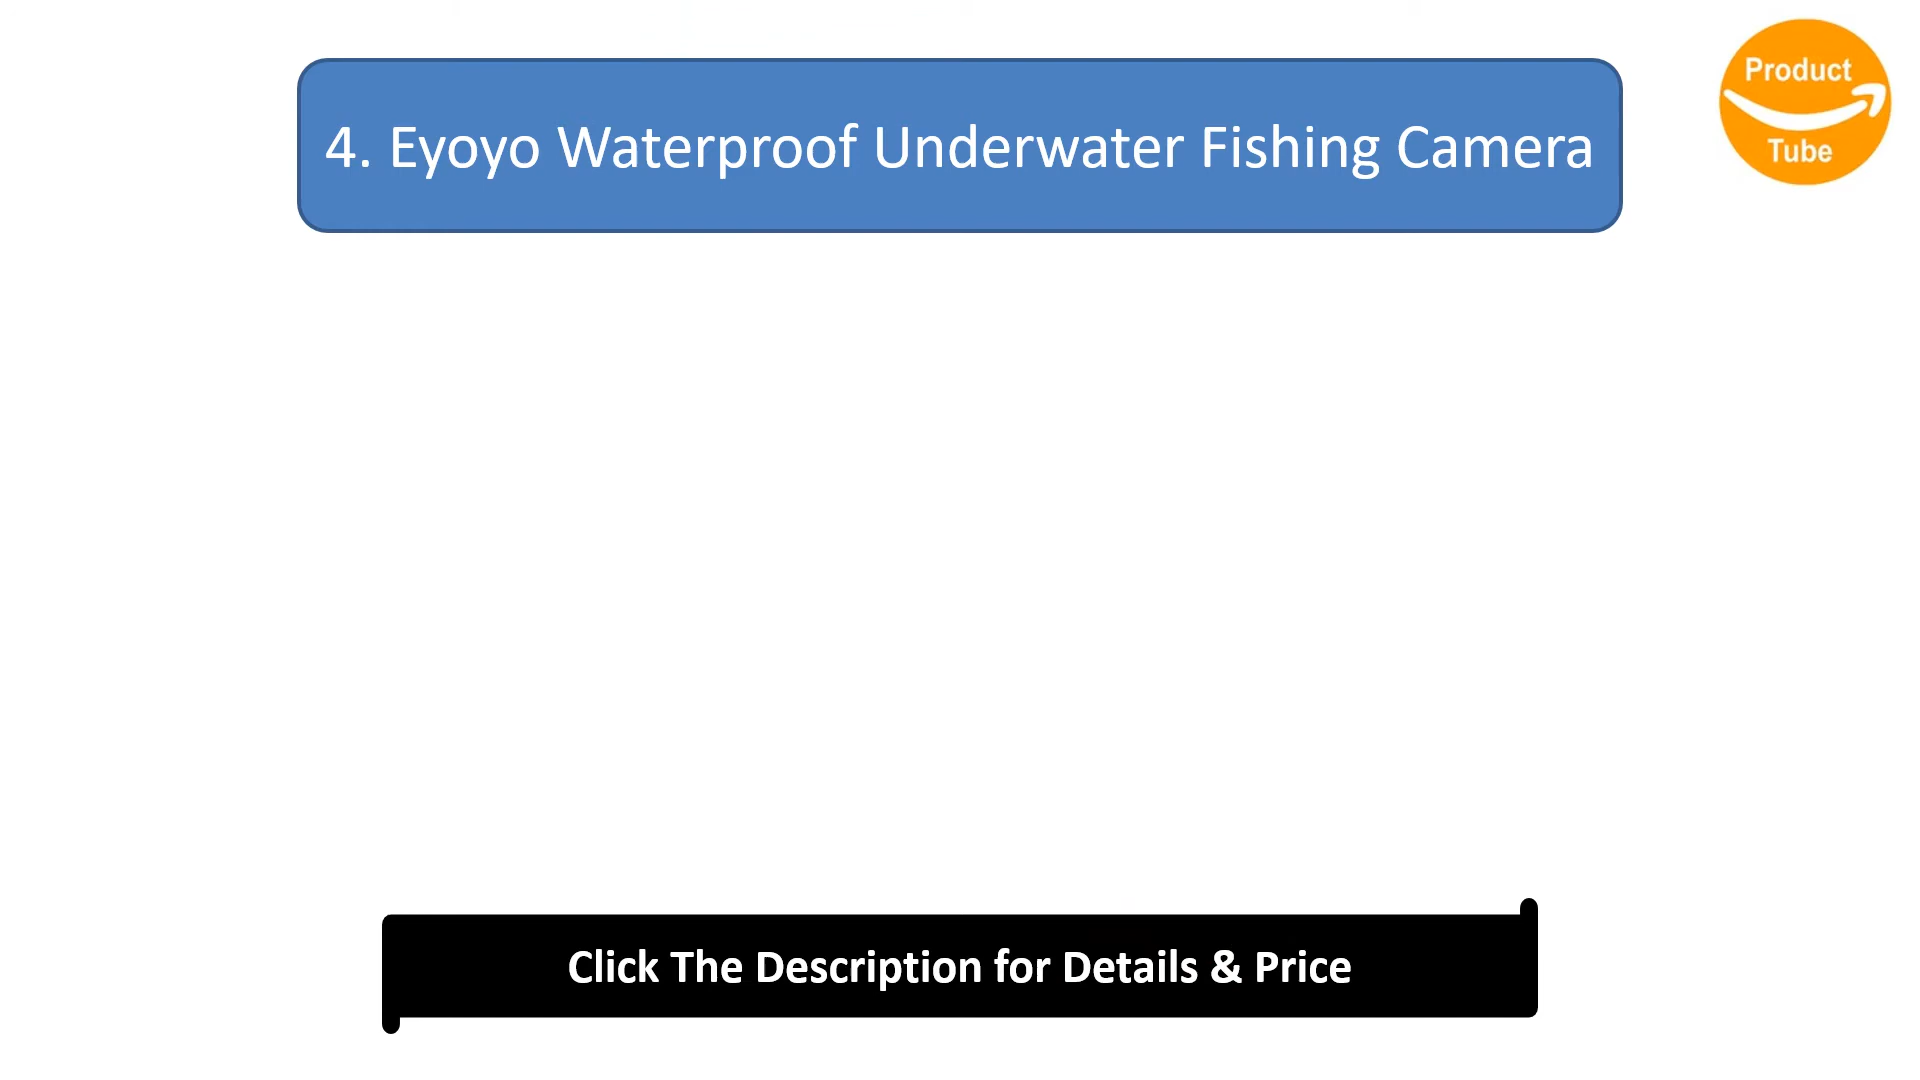 4. Eyoyo Waterproof Underwater Fishing Camera
Product
Tube
Click The Description for Details & Price